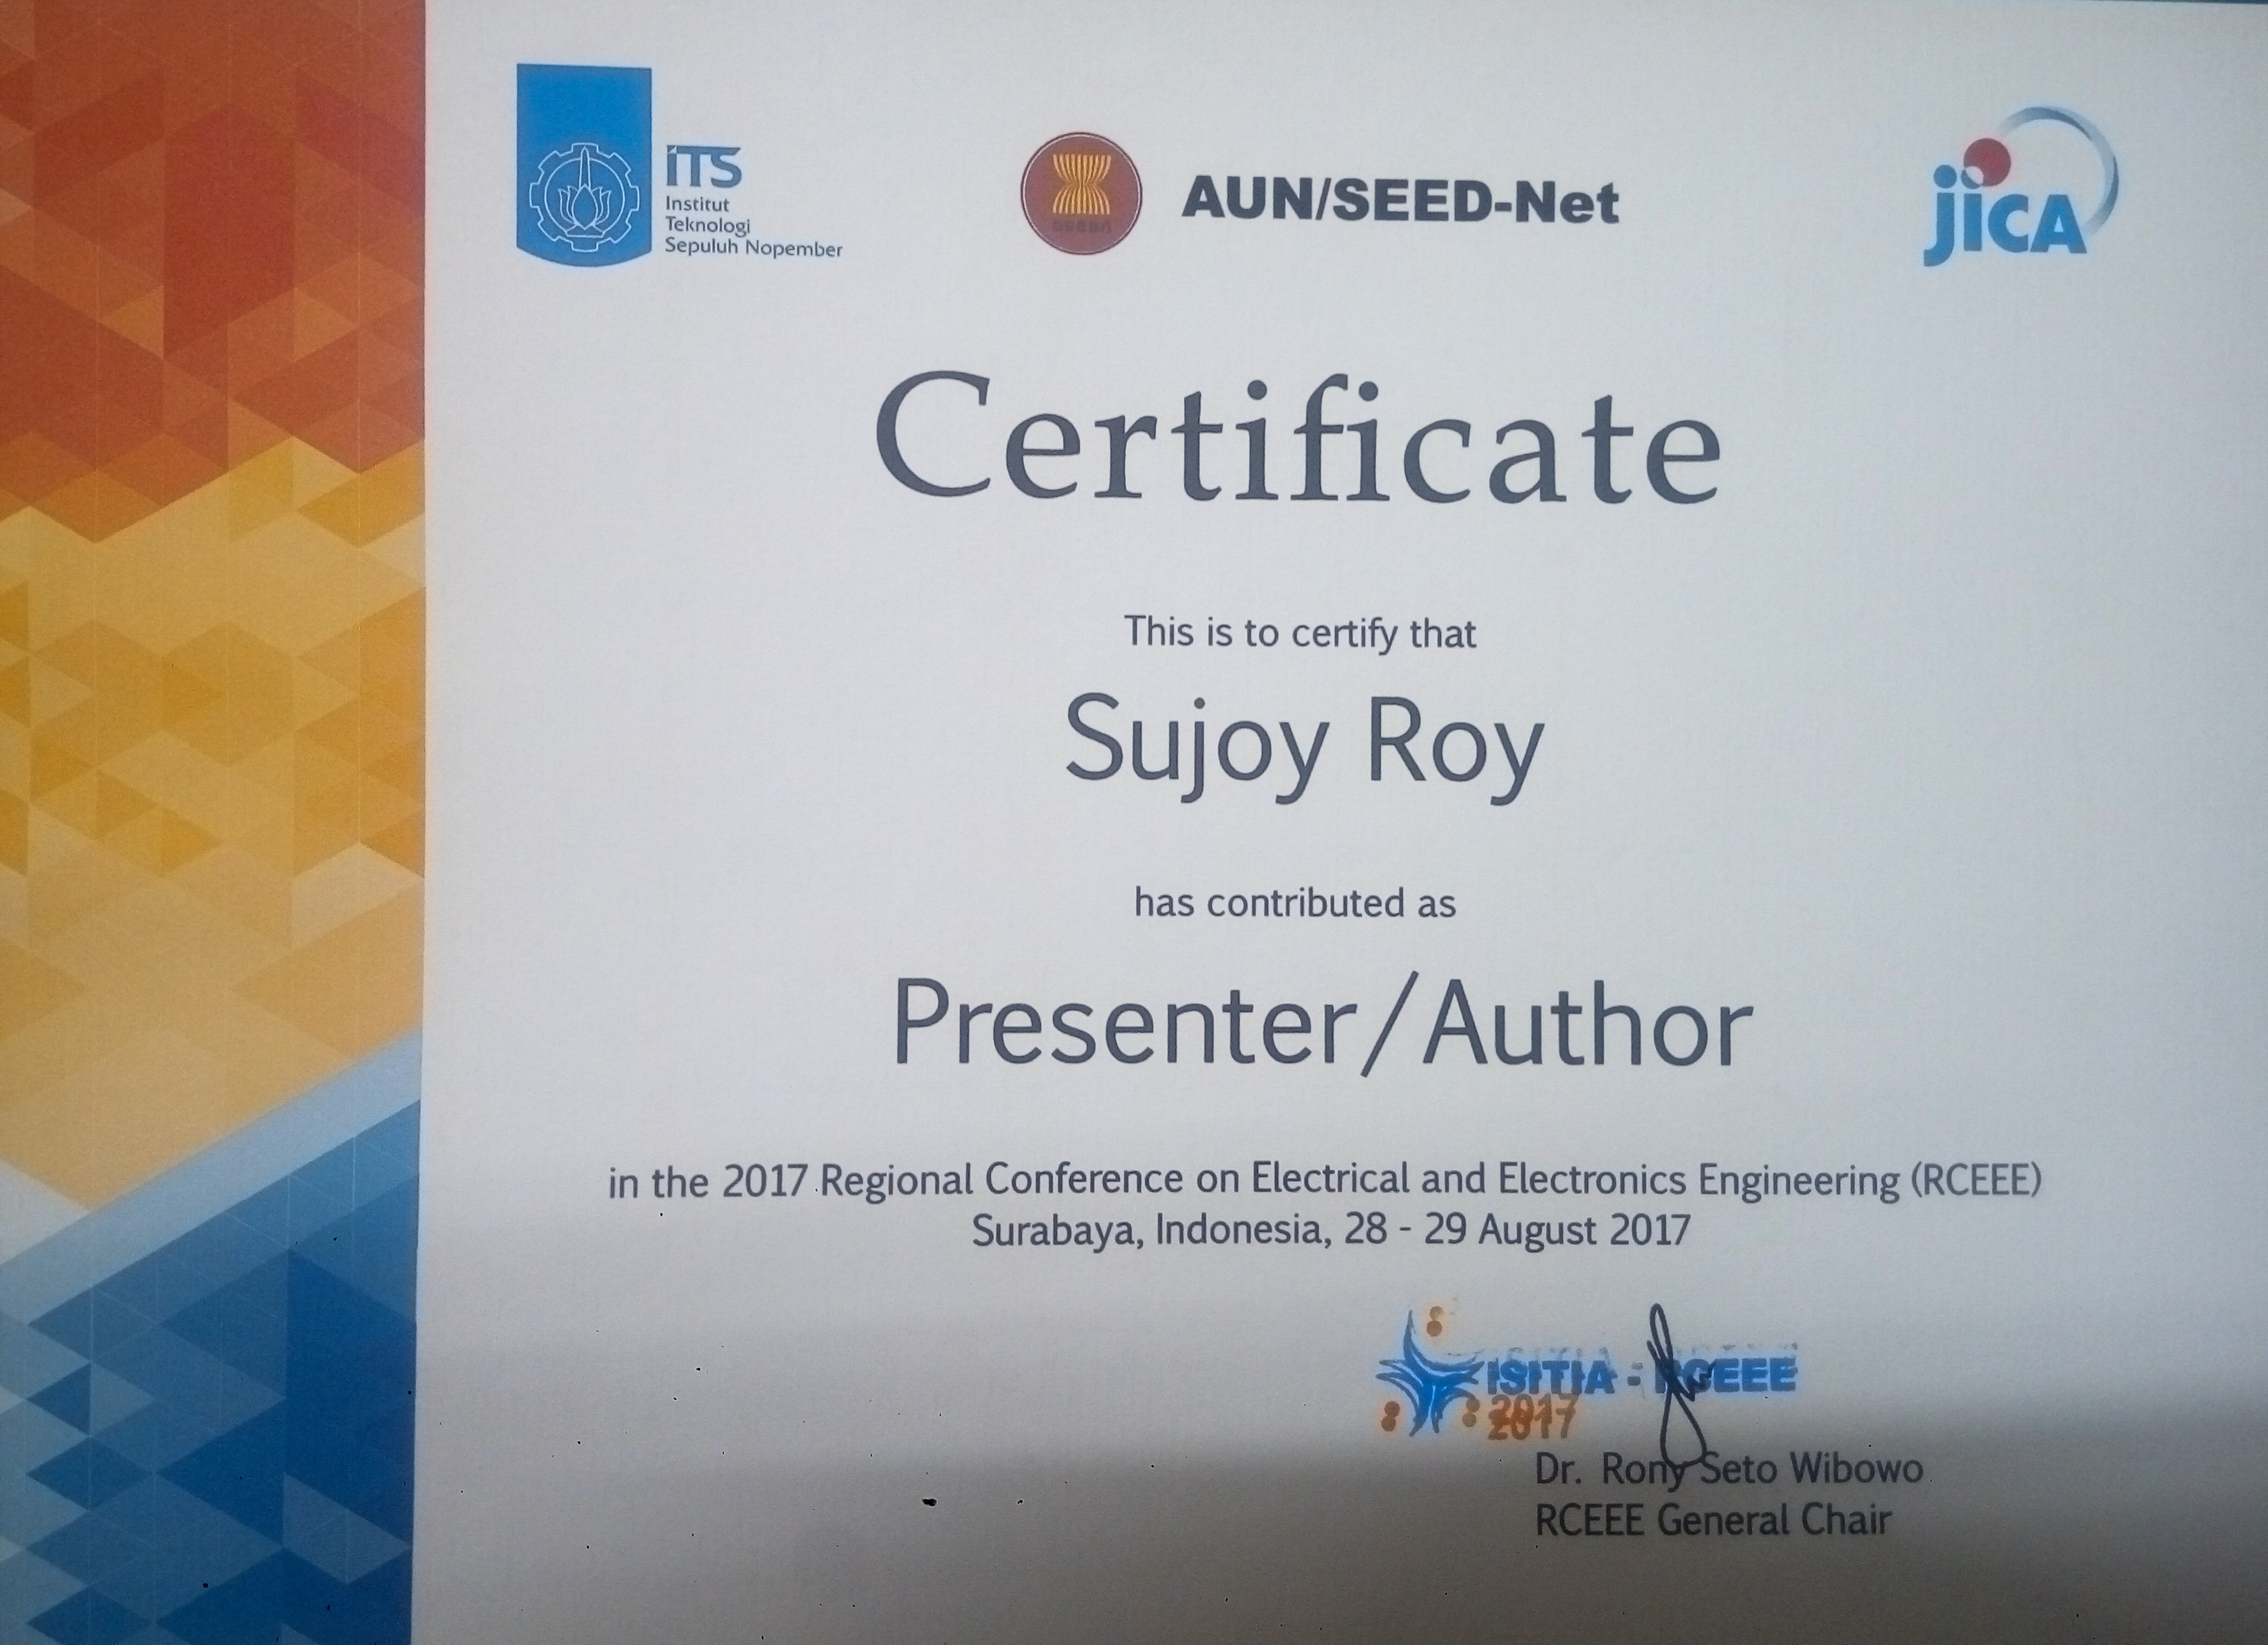 ITS
Institut
Teknologi
Sepuluh Nopember
asean
AUN/SEED-Net
jICA
Certificate
This is to certify that
Sujoy Roy
has contributed as
Presenter/Author
in the 2017 Regional Conference on Electrical and Electronics Engineering (RCEEE)
Surabaya, Indonesia, 28 - 29 August 2017
ISITIA - RCEEE
2017
Dr. Rony Seto Wibowo
RCEEE General Chair